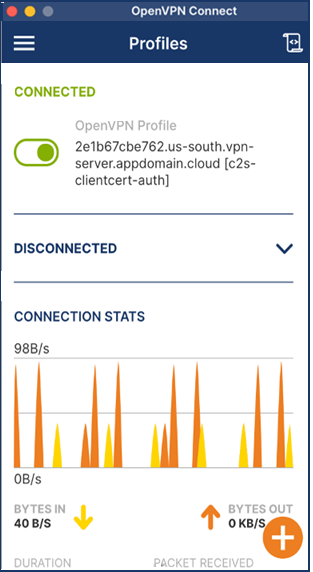 OpenVPN Connect
Profiles
CONNECTED
OpenVPN Profile
2e1b67cbe762.us-south.vpn-
server.appdomain.cloud [c2s-
clientcert-auth]
DISCONNECTED
CONNECTION STATS
98B/s
0B/s
BYTES IN
40 B/S
BYTES OUT
0 KB/S
DURATION
PACKET RECEIVED